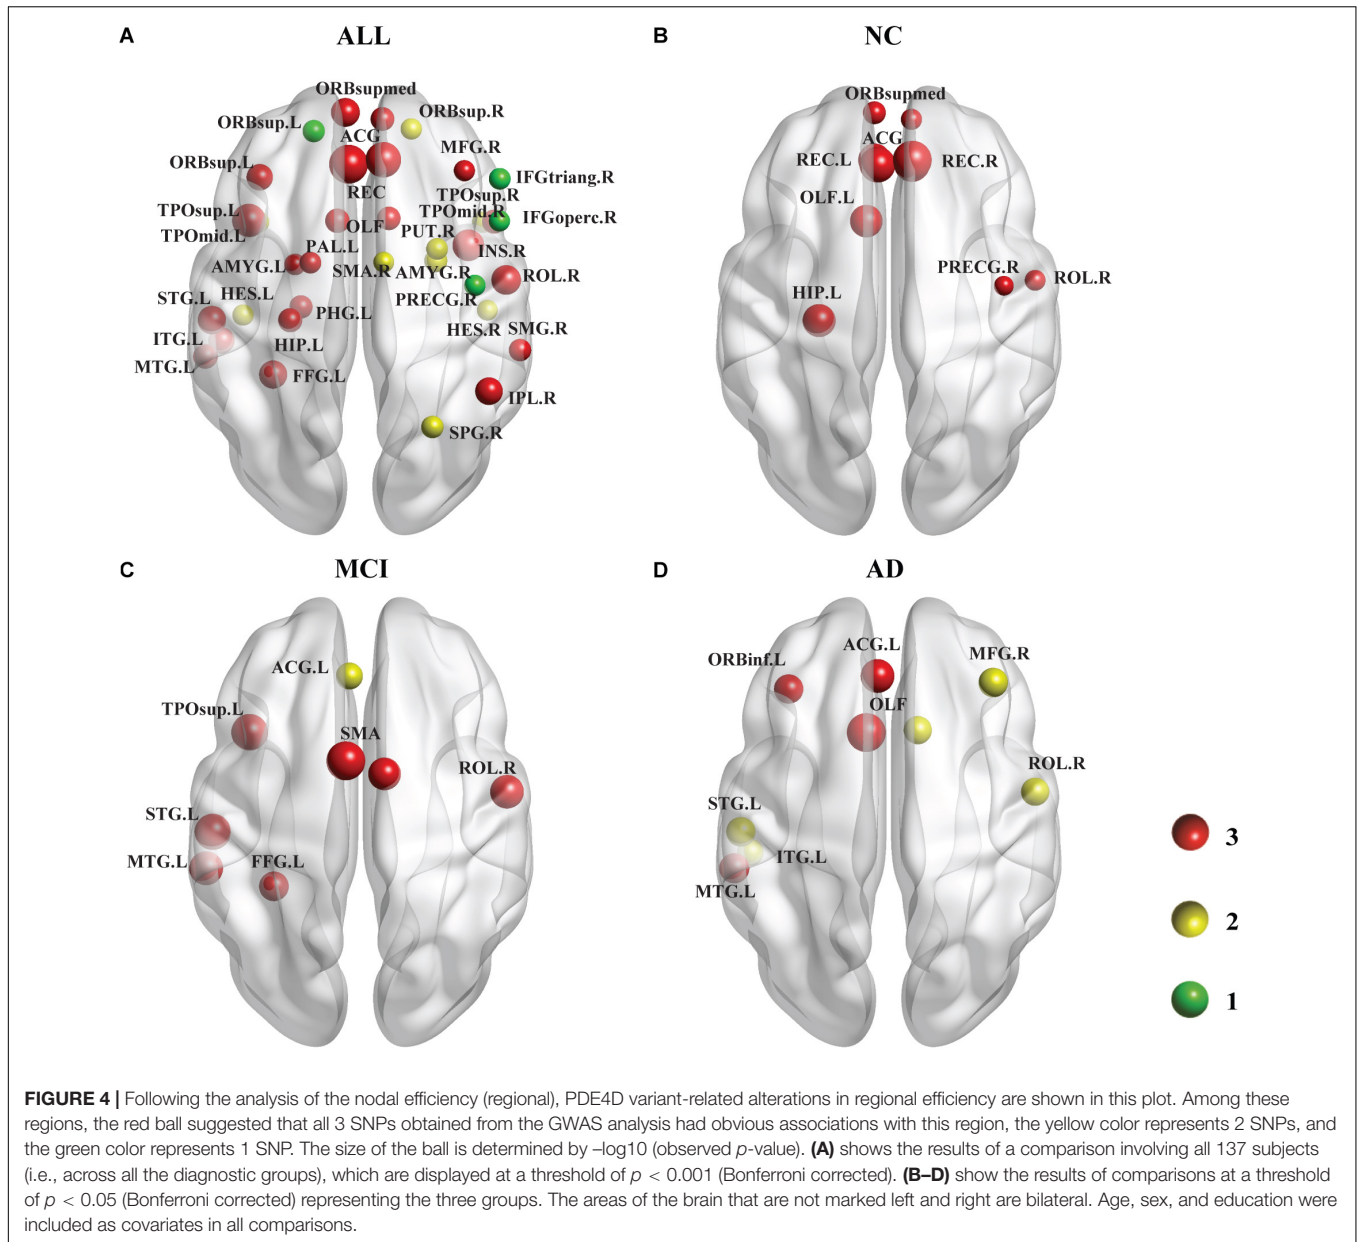 A
ALL
ORBsupmed
ORBsup.L
ORBsup.R
ACG
MFG.R
ORBsup.L
IFGtriang.R
REC
TPOsup.R
TPOsup.L
TPOmid.R
IFGoperc.R
OLF
PUT.R
TPOmid.L
PAL.L
INS.R
AMYG.L
SMA.R
AMYG.R
ROL.R
STG.L
HES.L
PRECG.R
PHG.L
HES.R
SMG.R
ITG.L
HIP.L
MTG.L
FFG.L
IPL.R
SPG.R
B
NC
ORBsupmed
ACG
REC.L
REC.R
OLF.L
PRECG.R
ROL.R
HIP.L
C
MCI
ACG.L
TPOsup.L
SMA
ROL.R
STG.L
MTG.L
FFG.L
D
AD
ACG.L
MFG.R
ORBinf.L
OLF
ROL.R
STG.L
ITG.L
MTG.L
3
2
1
FIGURE 4 | Following the analysis of the nodal efficiency (regional), PDE4D variant-related alterations in regional efficiency are shown in this plot. Among these
regions, the red ball suggested that all 3 SNPs obtained from the GWAS analysis had obvious associations with this region, the yellow color represents 2 SNPs, and
the green color represents 1 SNP. The size of the ball is determined by –log10 (observed p-value). (A) shows the results of a comparison involving all 137 subjects
(i.e., across all the diagnostic groups), which are displayed at a threshold of p < 0.001 (Bonferroni corrected). (B–D) show the results of comparisons at a threshold
of p < 0.05 (Bonferroni corrected) representing the three groups. The areas of the brain that are not marked left and right are bilateral. Age, sex, and education were
included as covariates in all comparisons.